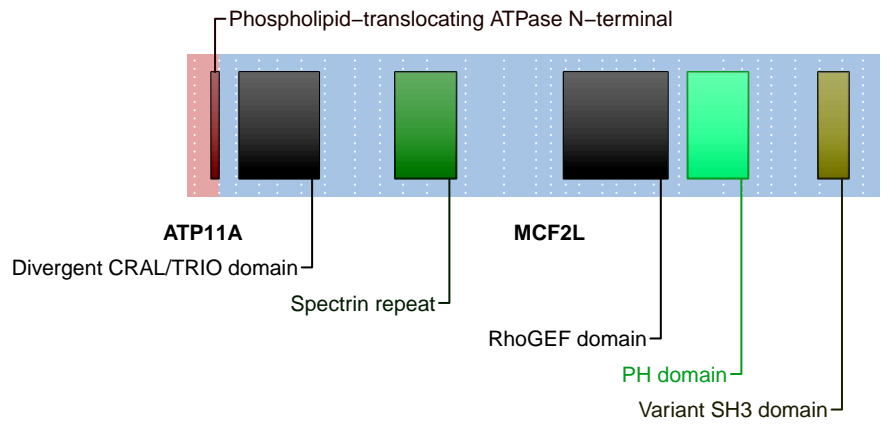 Phospholipid−translocating ATPase N−terminal
ATP11A
MCF2L
Divergent CRAL/TRIO domain
Spectrin repeat
RhoGEF domain
PH domain
Variant SH3 domain